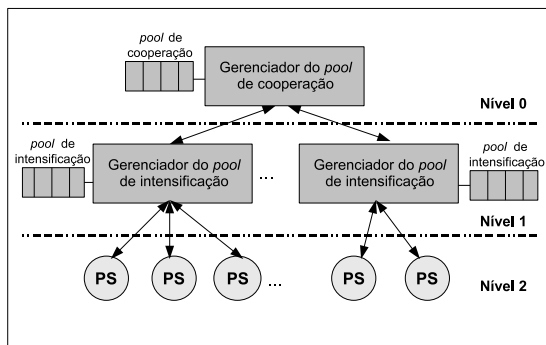 pool de
cooperação
Gerenciador do pool
de cooperação
Nível 0
pool de
intensificação
Gerenciador do pool
de intensificação
...
Gerenciador do pool
de intensificação
pool de
intensificação
Nível 1
PS
PS
PS
...
PS
PS
Nível 2